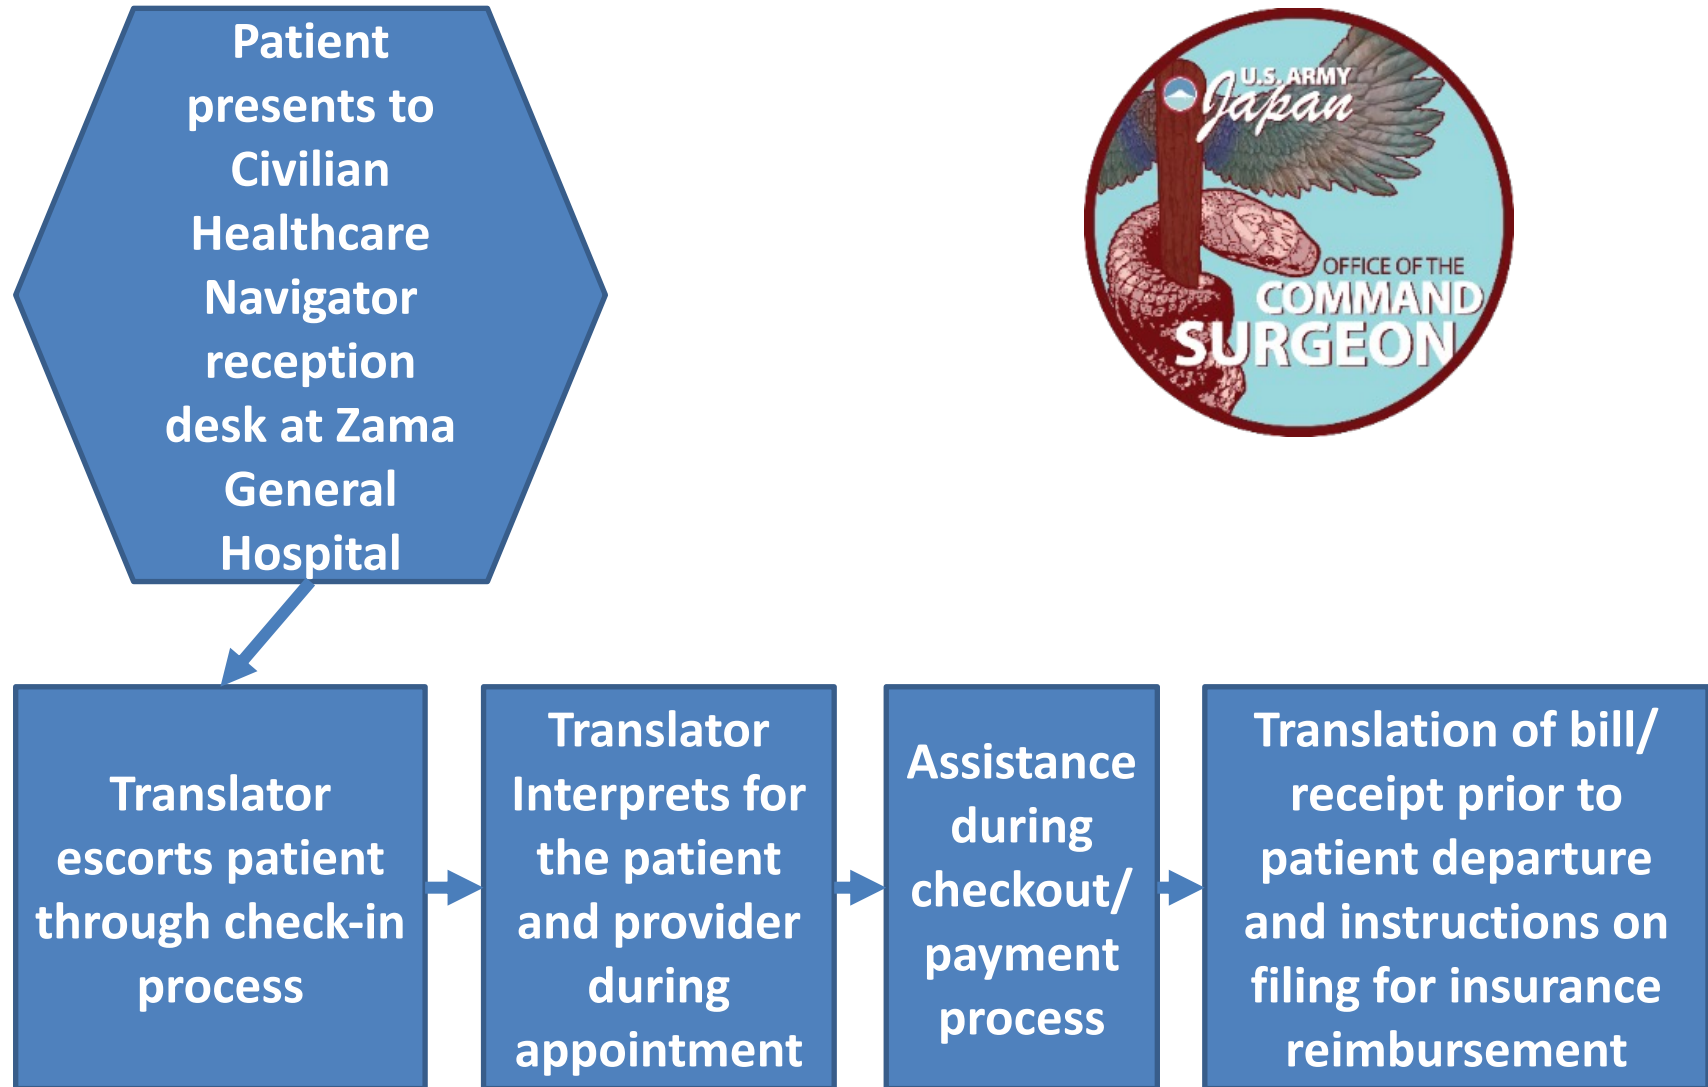 Patient
presents to
Civilian
Healthcare
Navigator
reception
desk at Zama
General
Hospital
U.S. ARMY
Japan
OFFICE OF THE
COMMAND
SURGEON
Translator
escorts patient
through check-in
process
Translator
Interprets for
the patient
and provider
during
appointment
Assistance
during
checkout/
payment
process
Translation of bill/
receipt prior to
patient departure
and instructions on
filing for insurance
reimbursement